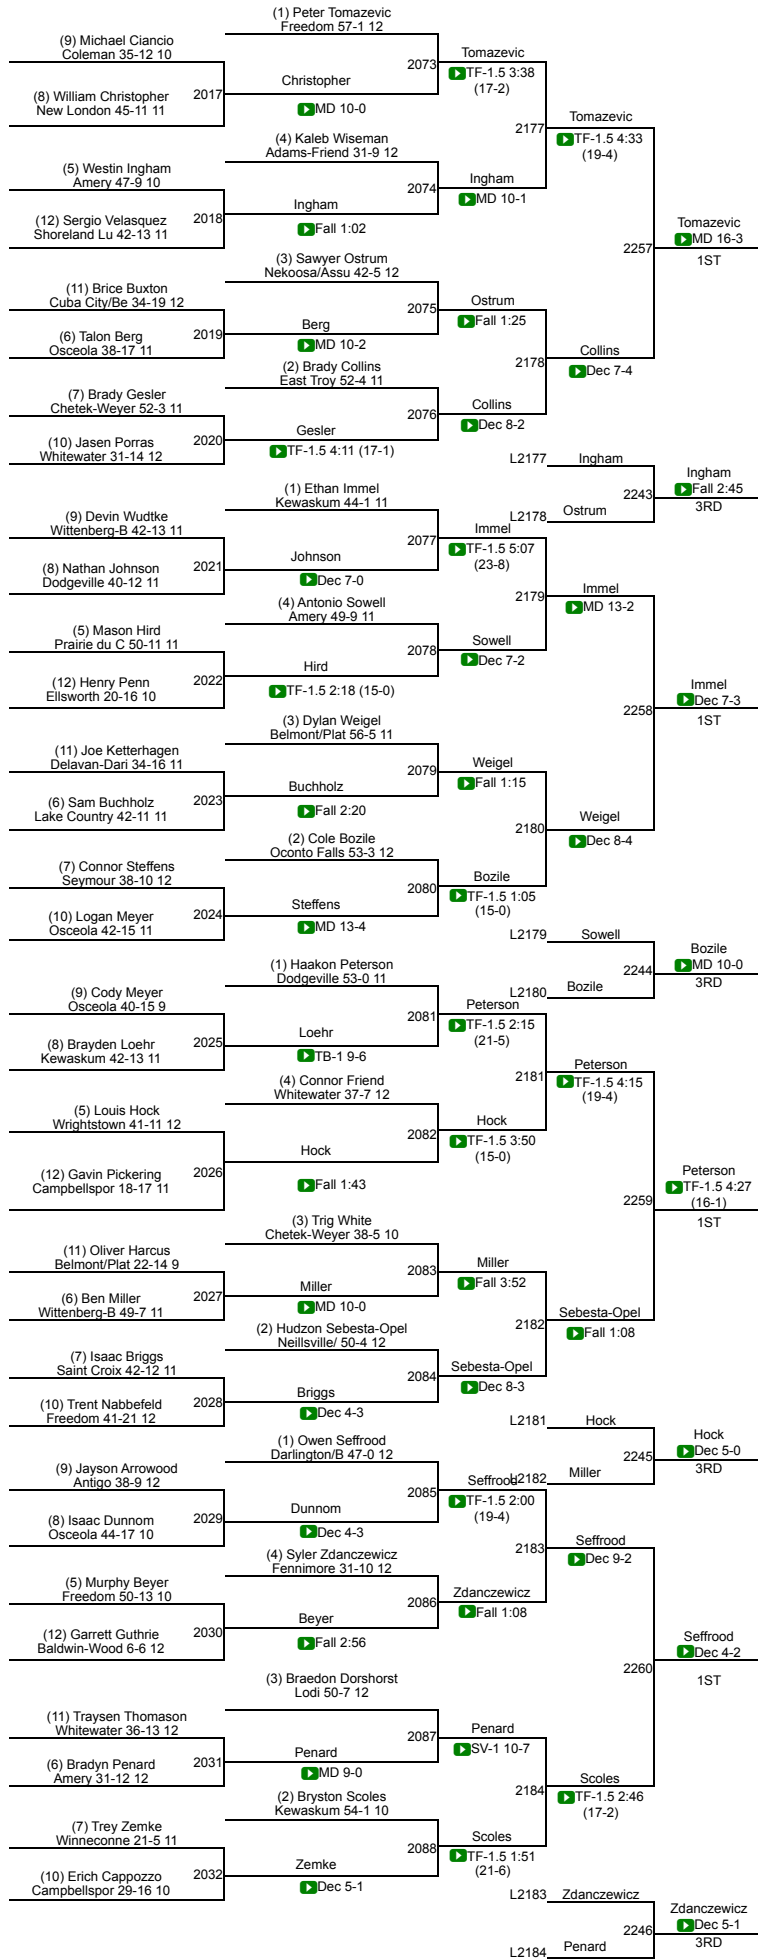 (1) Peter Tomazevic
Freedom 57-1 12
(9) Michael Ciancio
Coleman 35-12 10
2073
Tomazevic
TF-1.5 3:38
(17-2)
Christopher
2017
(8) William Christopher
New London 45-11 11
MD 10-0
2177
Tomazevic
TF-1.5 4:33
(19-4)
(4) Kaleb Wiseman
Adams-Friend 31-9 12
(5) Westin Ingham
Amery 47-9 10
2074
Ingham
MD 10-1
Ingham
2018
(12) Sergio Velasquez
Shoreland Lu 42-13 11
Fall 1:02
2257
Tomazevic
MD 16-3
1ST
(3) Sawyer Ostrum
Nekoosa/Assu 42-5 12
(11) Brice Buxton
Cuba City/Be 34-19 12
2075
Ostrum
Fall 1:25
Berg
2019
(6) Talon Berg
Osceola 38-17 11
MD 10-2
2178
Collins
Dec 7-4
(2) Brady Collins
East Troy 52-4 11
(7) Brady Gesler
Chetek-Weyer 52-3 11
2076
Collins
Dec 8-2
Gesler
2020
(10) Jasen Porras
Whitewater 31-14 12
TF-1.5 4:11 (17-1)
L2177
Ingham
2243
Ingham
Fall 2:45
3RD
L2178
Ostrum
(1) Ethan Immel
Kewaskum 44-1 11
(9) Devin Wudtke
Wittenberg-B 42-13 11
2077
Immel
TF-1.5 5:07
(23-8)
Johnson
2021
(8) Nathan Johnson
Dodgeville 40-12 11
Dec 7-0
2179
Immel
MD 13-2
(4) Antonio Sowell
Amery 49-9 11
(5) Mason Hird
Prairie du C 50-11 11
2078
Sowell
Dec 7-2
Hird
2022
(12) Henry Penn
Ellsworth 20-16 10
TF-1.5 2:18 (15-0)
2258
Immel
Dec 7-3
1ST
(3) Dylan Weigel
Belmont/Plat 56-5 11
(11) Joe Ketterhagen
Delavan-Dari 34-16 11
2079
Weigel
Fall 1:15
Buchholz
2023
(6) Sam Buchholz
Lake Country 42-11 11
Fall 2:20
2180
Weigel
Dec 8-4
(2) Cole Bozile
Oconto Falls 53-3 12
(7) Connor Steffens
Seymour 38-10 12
2080
Bozile
TF-1.5 1:05
(15-0)
Steffens
2024
(10) Logan Meyer
Osceola 42-15 11
MD 13-4
L2179
Sowell
2244
Bozile
MD 10-0
3RD
L2180
Bozile
(1) Haakon Peterson
Dodgeville 53-0 11
(9) Cody Meyer
Osceola 40-15 9
2081
Peterson
TF-1.5 2:15
(21-5)
Loehr
2025
(8) Brayden Loehr
Kewaskum 42-13 11
TB-1 9-6
2181
Peterson
TF-1.5 4:15
(19-4)
(4) Connor Friend
Whitewater 37-7 12
(5) Louis Hock
Wrightstown 41-11 12
2082
Hock
TF-1.5 3:50
(15-0)
Hock
2026
(12) Gavin Pickering
Campbellspor 18-17 11
Fall 1:43
2259
Peterson
TF-1.5 4:27
(16-1)
1ST
(3) Trig White
Chetek-Weyer 38-5 10
(11) Oliver Harcus
Belmont/Plat 22-14 9
2083
Miller
Fall 3:52
Miller
2027
(6) Ben Miller
Wittenberg-B 49-7 11
MD 10-0
2182
Sebesta-Opel
Fall 1:08
(2) Hudzon Sebesta-Opel
Neillsville/ 50-4 12
(7) Isaac Briggs
Saint Croix 42-12 11
2084
Sebesta-Opel
Dec 8-3
Briggs
2028
(10) Trent Nabbefeld
Freedom 41-21 12
Dec 4-3
L2181
Hock
2245
Hock
Dec 5-0
3RD
L2182
Miller
(1) Owen Seffrood
Darlington/B 47-0 12
(9) Jayson Arrowood
Antigo 38-9 12
2085
Seffrood
TF-1.5 2:00
(19-4)
Dunnom
2029
(8) Isaac Dunnom
Osceola 44-17 10
Dec 4-3
2183
Seffrood
Dec 9-2
(4) Syler Zdanczewicz
Fennimore 31-10 12
(5) Murphy Beyer
Freedom 50-13 10
2086
Zdanczewicz
Fall 1:08
Beyer
2030
(12) Garrett Guthrie
Baldwin-Wood 6-6 12
Fall 2:56
2260
Seffrood
Dec 4-2
1ST
(3) Braedon Dorshorst
Lodi 50-7 12
(11) Traysen Thomason
Whitewater 36-13 12
2087
Penard
SV-1 10-7
Penard
2031
(6) Bradyn Penard
Amery 31-12 12
MD 9-0
2184
Scoles
TF-1.5 2:46
(17-2)
(2) Bryston Scoles
Kewaskum 54-1 10
(7) Trey Zemke
Winneconne 21-5 11
2088
Scoles
TF-1.5 1:51
(21-6)
Zemke
2032
(10) Erich Cappozzo
Campbellspor 29-16 10
Dec 5-1
L2183
Zdanczewicz
2246
Zdanczewicz
Dec 5-1
3RD
L2184
Penard